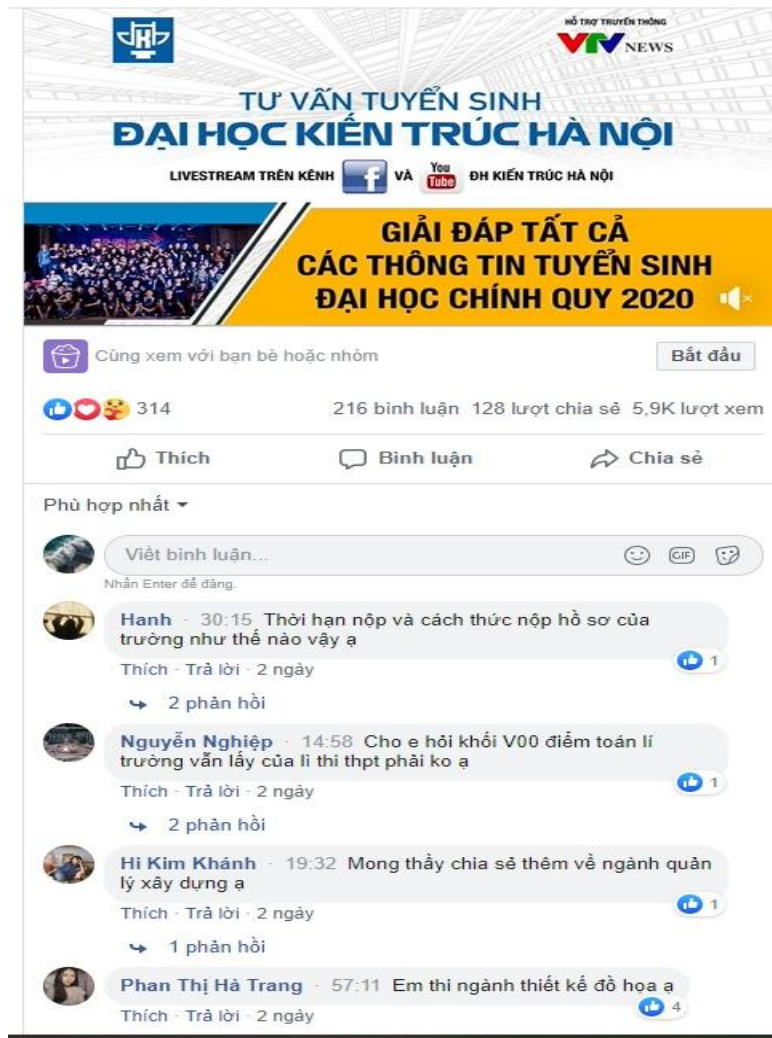 HỖ TRỢ TRUYỀN THÔNG
VTV NEWS
TƯ VẤN TUYỂN SINH
ĐẠI HỌC KIẾN TRÚC HÀ NỘI
LIVESTREAM TRÊN KÊNH f VÀ You Tube ĐH KIẾN TRÚC HÀ NỘI
GIẢI ĐÁP TẤT CẢ
CÁC THÔNG TIN TUYỂN SINH
ĐẠI HỌC CHÍNH QUY 2020
Cùng xem với bạn bè hoặc nhóm
Bắt đầu
314
216 bình luận 128 lượt chia sẻ 5,9K lượt xem
Thích
Bình luận
Chia sẻ
Phù hợp nhất
Viết bình luận...
GIF
Nhấn Enter để đăng.
Hanh · 30:15 Thời hạn nộp và cách thức nộp hồ sơ của
trường như thế nào vậy ạ
1
Thích · Trả lời · 2 ngày
2 phản hồi
Nguyễn Nghiệp · 14:58 Cho e hỏi khối V00 điểm toán lí
trường vẫn lấy của lì thi thpt phải ko ạ
1
Thích · Trả lời · 2 ngày
2 phản hồi
Hi Kim Khánh · 19:32 Mong thầy chia sẻ thêm về ngành quản
lý xây dựng ạ
1
Thích · Trả lời · 2 ngày
1 phản hồi
Phan Thị Hà Trang · 57:11 Em thi ngành thiết kế đồ họa ạ
4
Thích · Trả lời · 2 ngày